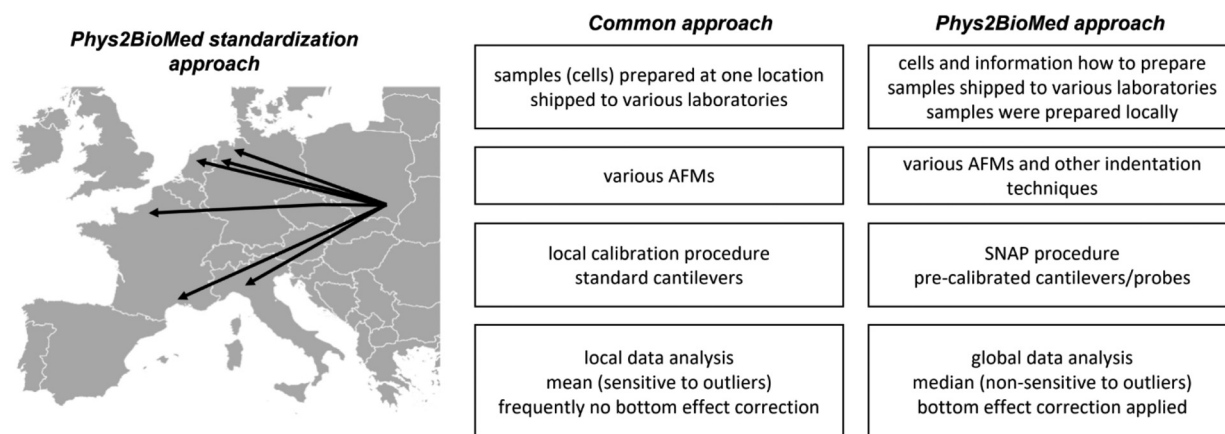 Phys2BioMed standardization
approach
Common approach
samples (cells) prepared at one location
shipped to various laboratories
various AFMs
local calibration procedure
standard cantilevers
local data analysis
mean (sensitive to outliers)
frequently no bottom effect correction
Phys2BioMed approach
cells and information how to prepare
samples shipped to various laboratories
samples were prepared locally
various AFMs and other indentation
techniques
SNAP procedure
pre-calibrated cantilevers/probes
global data analysis
median (non-sensitive to outliers)
bottom effect correction applied